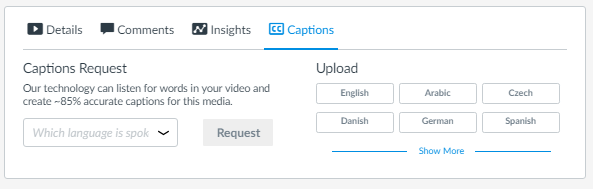 Details Comments Insights CC Captions
Captions Request
Our technology can listen for words in your video and
create ~85% accurate captions for this media.
Which language is spok
Request
Upload
English Arabic Czech
Danish German Spanish
Show More